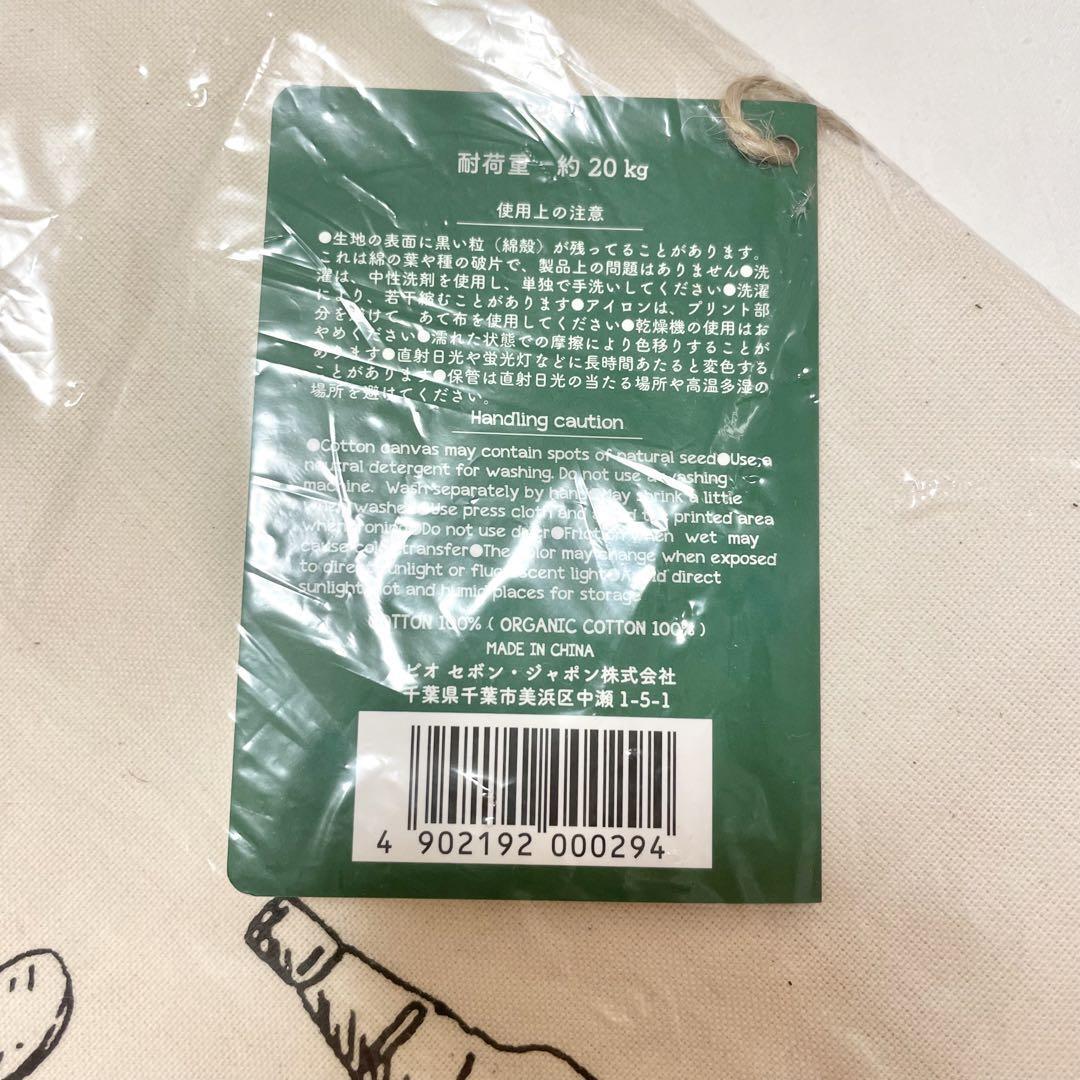 耐荷重 約 20 kg
使用上の注意
●生地の表面に黒い粒（綿殻）が残ってることがあります。
これは綿の葉や種の破片で、製品上の問題はありません●洗
濯は、中性洗剤を使用し、単独で手洗いしてください●洗濯
により、若干縮むことがあります●アイロンは、プリント部
分を避けて、あて布を使用してください●乾燥機の使用はお
やめください●濡れた状態での摩擦により色移りすることが
あります●直射日光や蛍光灯などに長時間あたると変色する
ことがあります●保管は直射日光の当たる場所や高温多湿の
場所を避けてください。
Handling caution
●Cotton canvas may contain spots of natural seed●Use a
neutral detergent for washing. Do not use a washing
machine. Wash separately by hand●May shrink a little
when washed●Use press cloth and avoid the printed area
when ironing●Do not use drier●Friction when wet may
cause color transfer●The color may change when exposed
to direct sunlight or fluorescent light●Avoid direct
sunlight, hot and humid places for storage
COTTON 100% ( ORGANIC COTTON 100% )
MADE IN CHINA
ビオ セボン・ジャポン株式会社
千葉県千葉市美浜区中瀬 1-5-1
4 902192 000294